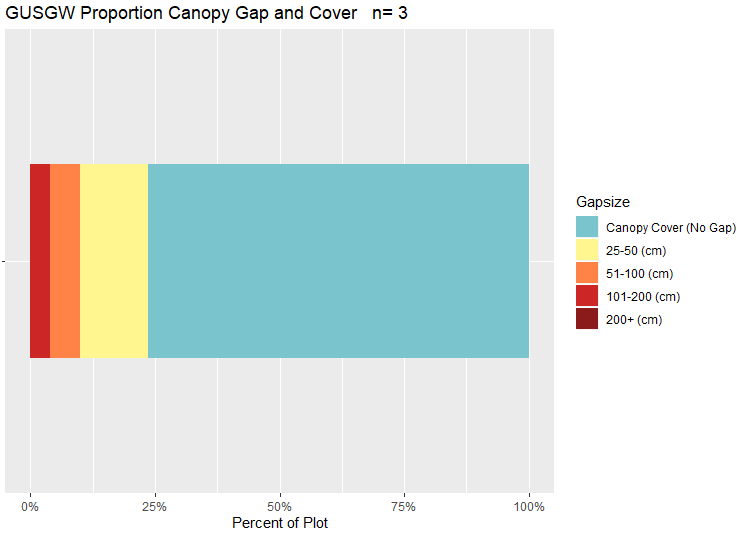 GUSGW Proportion Canopy Gap and Cover n= 3
Gapsize
Canopy Cover (No Gap)
25-50 (cm)
51-100 (cm)
101-200 (cm)
200+ (cm)
0% 25% 50% 75% 100%
Percent of Plot